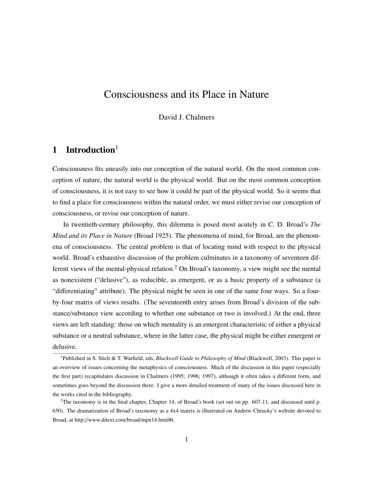 Consciousness and its Place in Nature
David J. Chalmers
1 Introduction¹
Consciousness fits uneasily into our conception of the natural world. On the most common con-
ception of nature, the natural world is the physical world. But on the most common conception
of consciousness, it is not easy to see how it could be part of the physical world. So it seems that
to find a place for consciousness within the natural order, we must either revise our conception of
consciousness, or revise our conception of nature.
In twentieth-century philosophy, this dilemma is posed most acutely in C. D. Broad's The
Mind and its Place in Nature (Broad 1925). The phenomena of mind, for Broad, are the phenom-
ena of consciousness. The central problem is that of locating mind with respect to the physical
world. Broad's exhaustive discussion of the problem culminates in a taxonomy of seventeen dif-
ferent views of the mental-physical relation.² On Broad's taxonomy, a view might see the mental
as nonexistent ("delusive"), as reducible, as emergent, or as a basic property of a substance (a
"differentiating" attribute). The physical might be seen in one of the same four ways. So a four-
by-four matrix of views results. (The seventeenth entry arises from Broad's division of the sub-
stance/substance view according to whether one substance or two is involved.) At the end, three
views are left standing: those on which mentality is an emergent characteristic of either a physical
substance or a neutral substance, where in the latter case, the physical might be either emergent or
delusive.
¹Published in S. Stich & T. Warfield, eds, Blackwell Guide to Philosophy of Mind (Blackwell, 2003). This paper is
an overview of issues concerning the metaphysics of consciousness. Much of the discussion in this paper (especially
the first part) recapitulates discussion in Chalmers (1995; 1996; 1997), although it often takes a different form, and
sometimes goes beyond the discussion there. I give a more detailed treatment of many of the issues discussed here in
the works cited in the bibliography.
²The taxonomy is in the final chapter, Chapter 14, of Broad's book (set out on pp. 607-11, and discussed until p.
650). The dramatization of Broad's taxonomy as a 4x4 matrix is illustrated on Andrew Chrucky's website devoted to
Broad, at http://www.ditext.com/broad/mpn14.html#t.
1